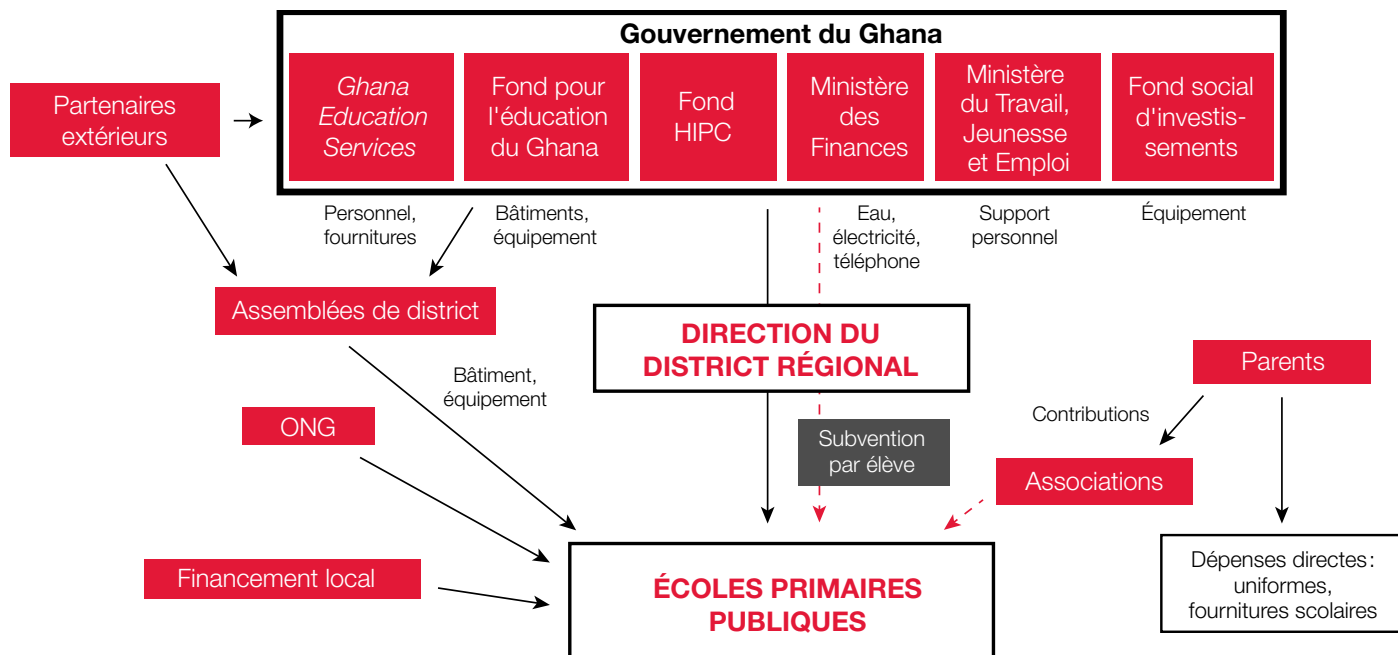 Gouvernement du Ghana
Partenaires
extérieurs
Ghana
Education
Services
Fond pour
l'éducation
du Ghana
Fond
HIPC
Ministère
des
Finances
Ministère
du Travail,
Jeunesse
et Emploi
Fond social
d'investis-
sements
Personnel,
fournitures
Bâtiments,
équipement
Eau,
électricité,
téléphone
Support
personnel
Équipement
Assemblées de district
DIRECTION DU
DISTRICT RÉGIONAL
Parents
Bâtiment,
équipement
Contributions
ONG
Subvention
par élève
Associations
Financement local
ÉCOLES PRIMAIRES
PUBLIQUES
Dépenses directes :
uniformes,
fournitures scolaires